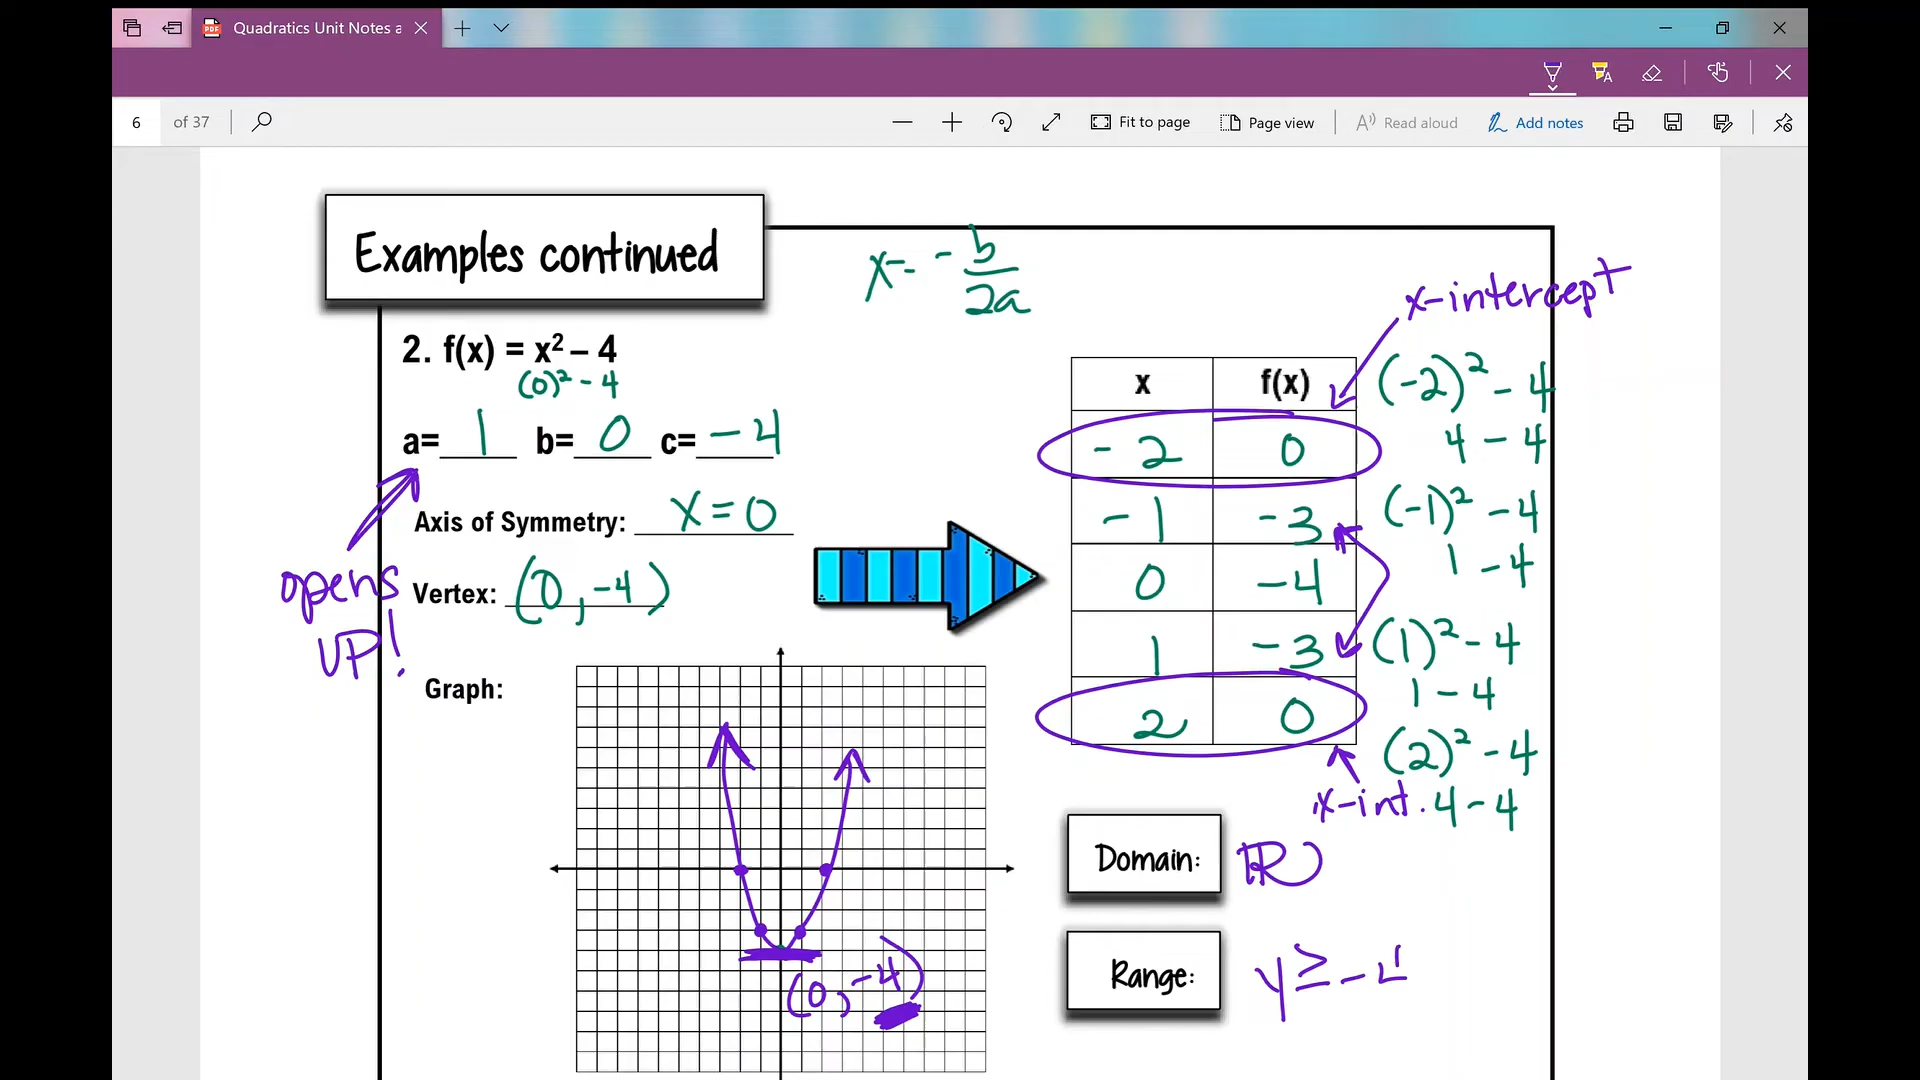 Quadratics Unit Notes a
6 of 37
Fit to page
Page view
Read aloud
Add notes
Examples continued
x = - b/2a
x-intercept
2. f(x) = x² – 4
(0)² - 4
a= 1 b= 0 c= -4
Axis of Symmetry: x = 0
Vertex: (0, -4)
opens
UP!
Graph:
(0, -4)
x f(x)
-2 0
-1 -3
0 -4
1 -3
2 0
(-2)² - 4
4 - 4
(-1)² - 4
1 - 4
(1)² - 4
1 - 4
(2)² - 4
x-int. 4 - 4
Domain: ℝ
Range: y ≥ -4